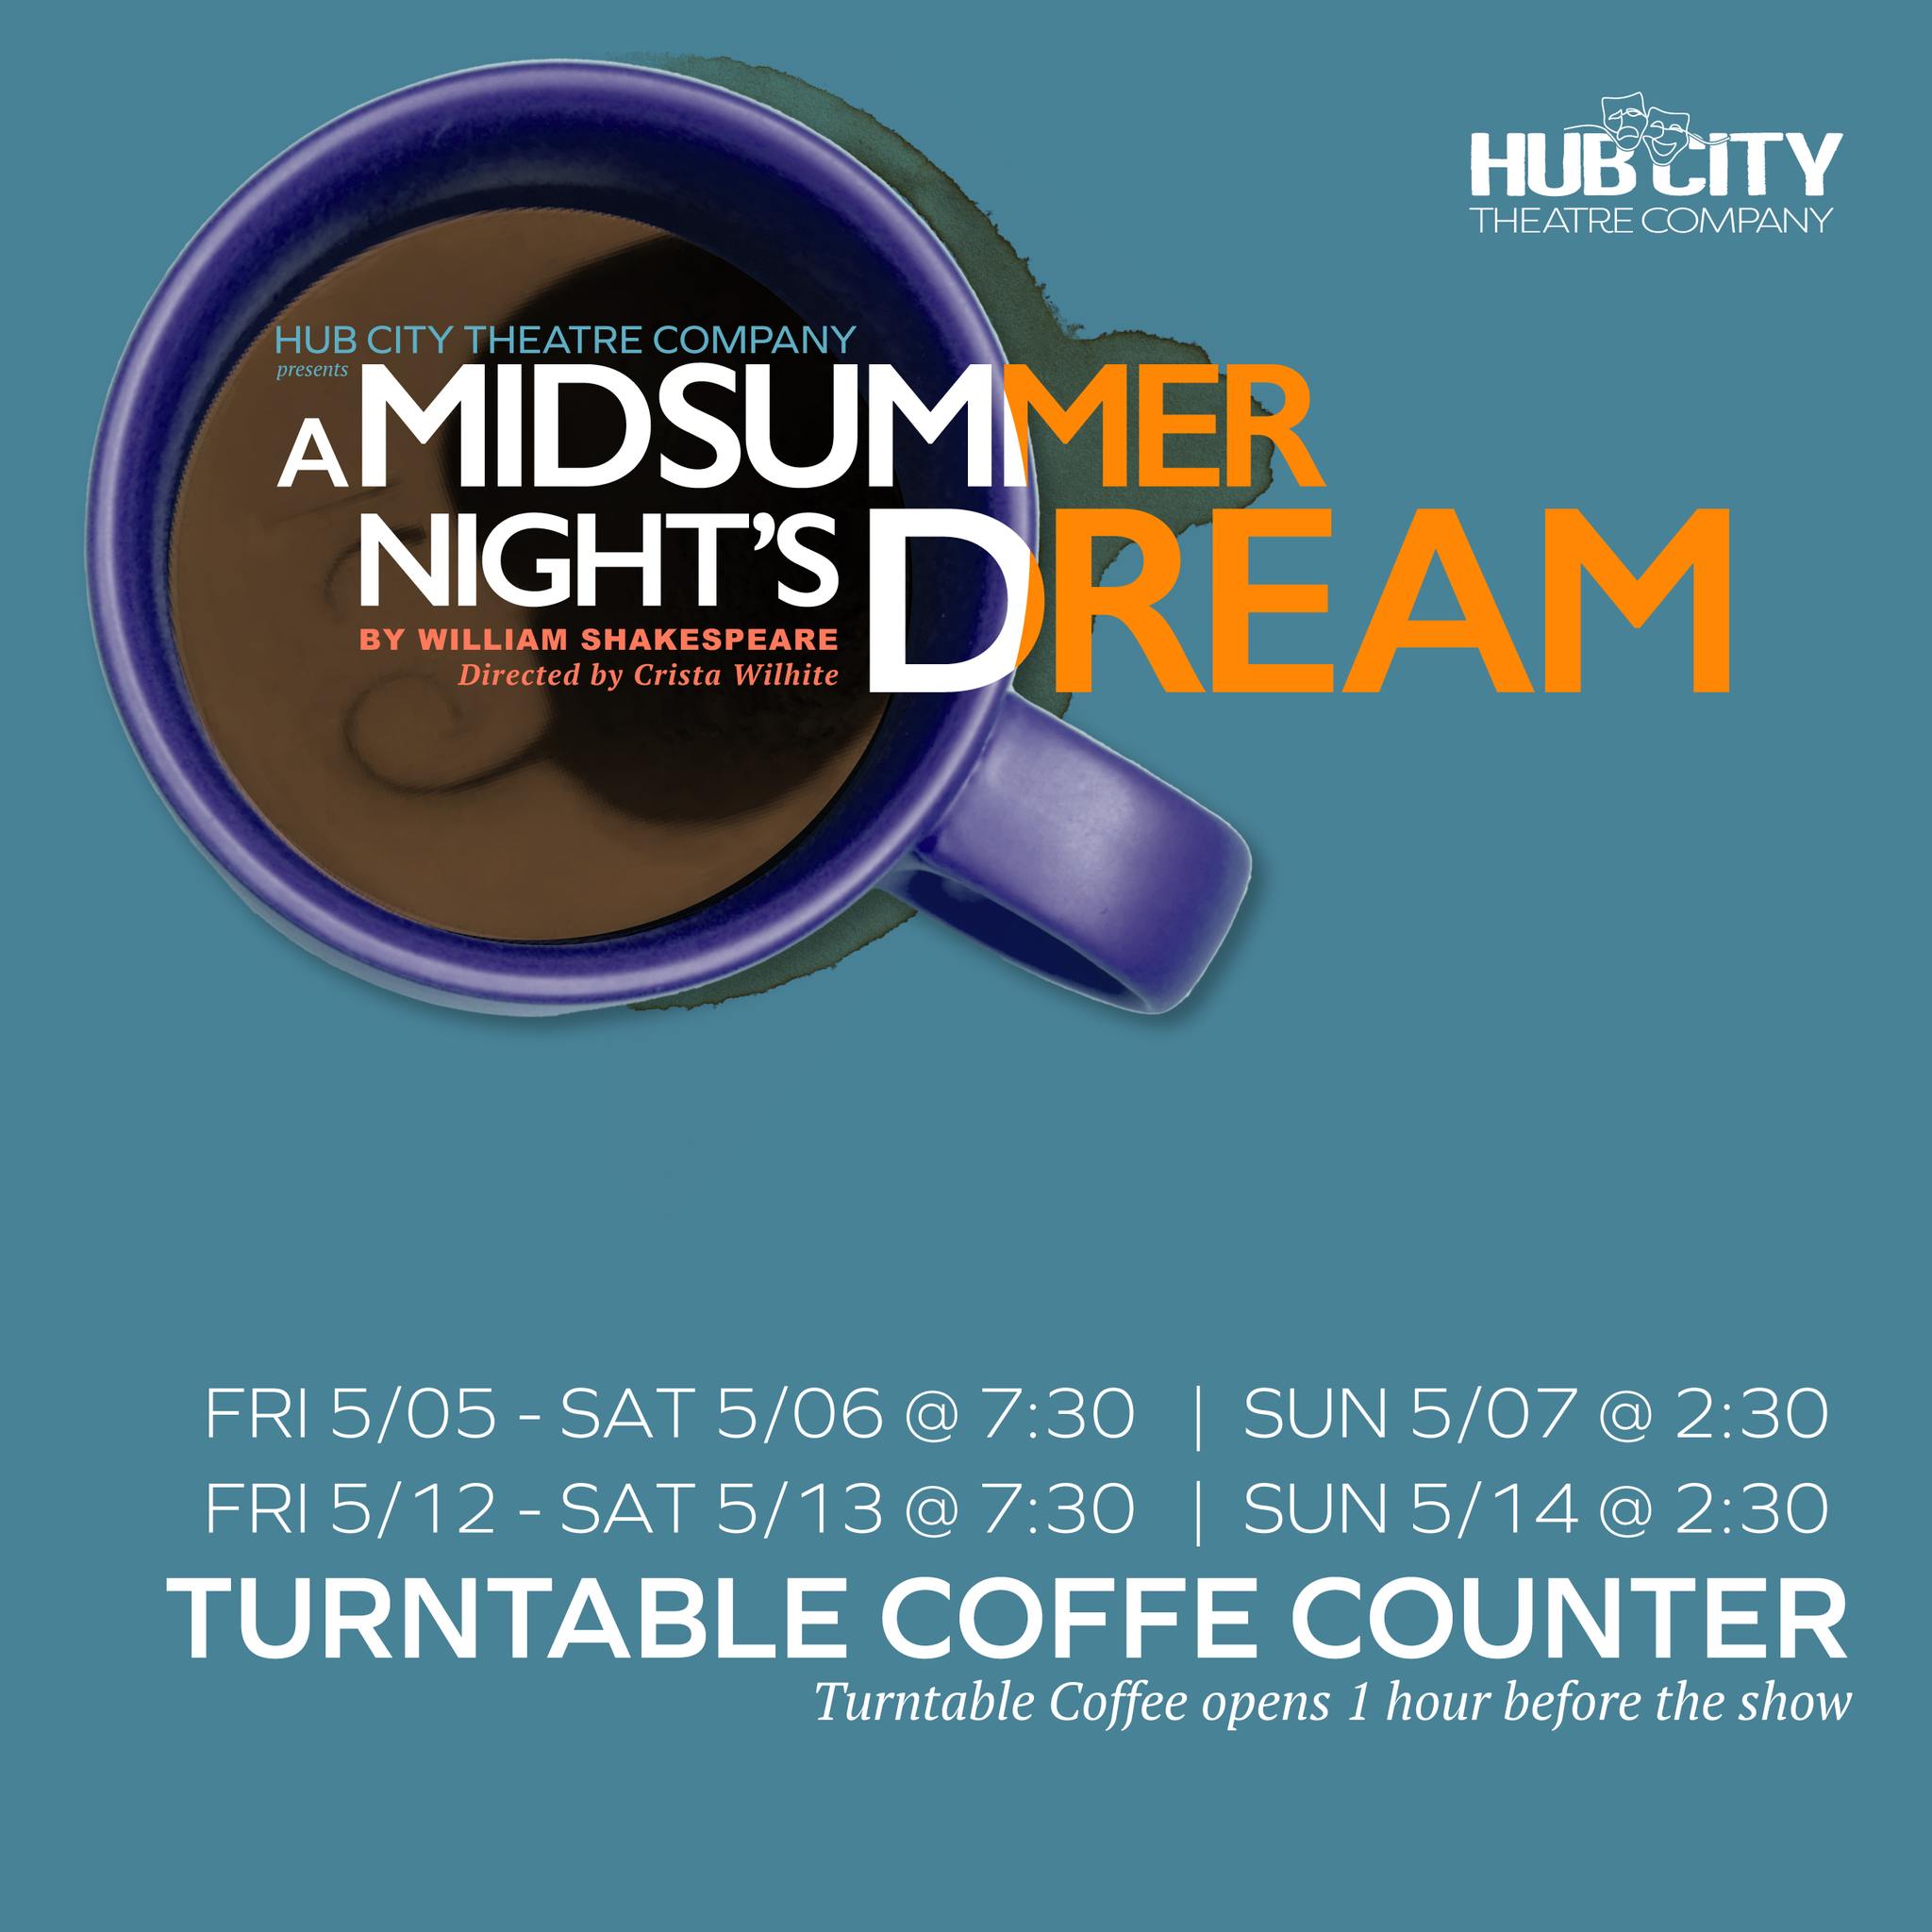 HUB CITY
THEATRE COMPANY
HUB CITY THEATRE COMPANY
presents
A MIDSUMMER
NIGHT'S DREAM
BY WILLIAM SHAKESPEARE
Directed by Crista Wilhite
FRI 5/05 - SAT 5/06 @ 7:30 | SUN 5/07 @ 2:30
FRI 5/12 - SAT 5/13 @ 7:30 | SUN 5/14 @ 2:30
TURNTABLE COFFE COUNTER
Turntable Coffee opens 1 hour before the show